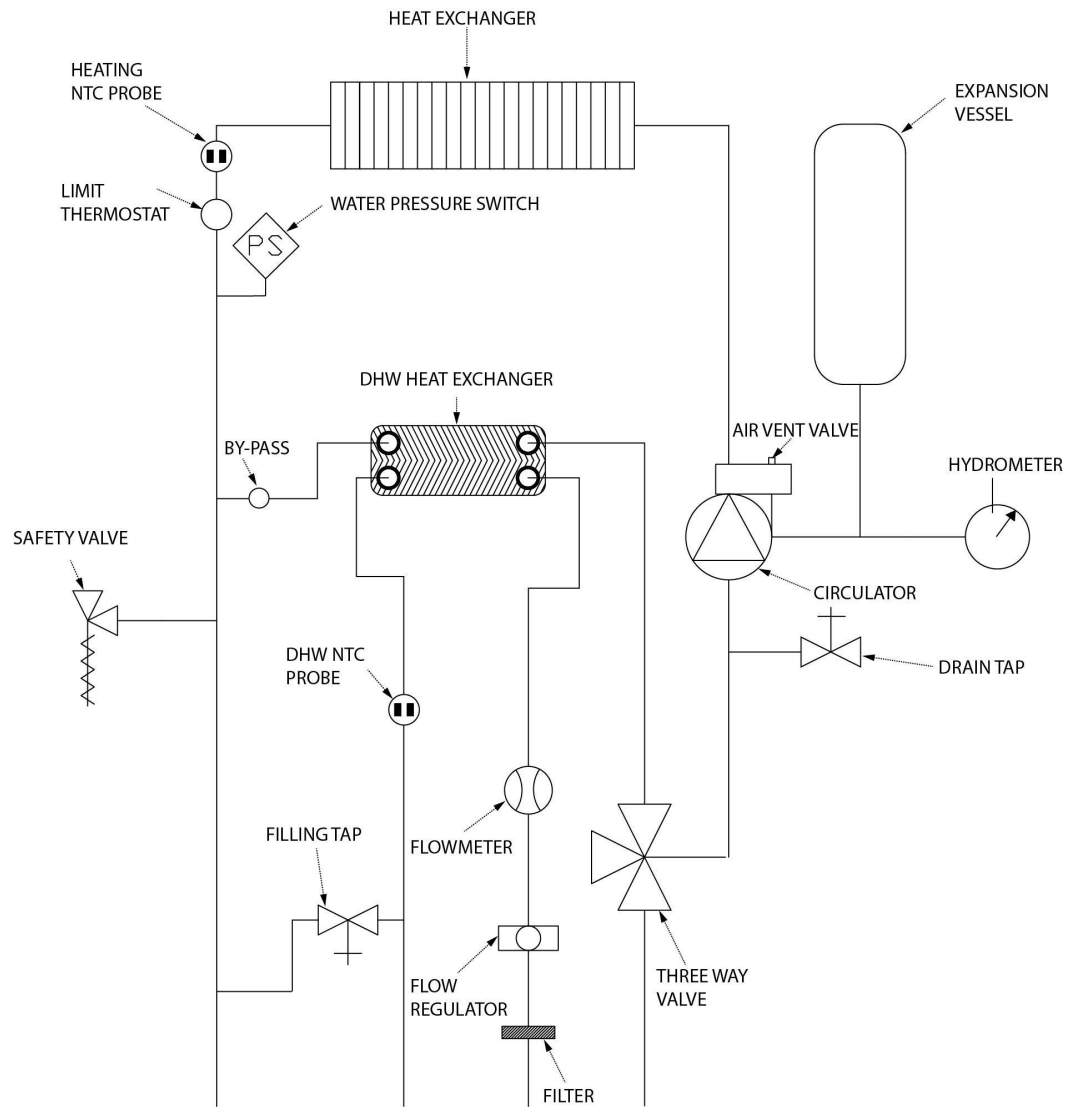 HEAT EXCHANGER
HEATING
NTC PROBE
EXPANSION
VESSEL
LIMIT
THERMOSTAT
WATER PRESSURE SWITCH
PS
DHW HEAT EXCHANGER
AIR VENT VALVE
BY-PASS
HYDROMETER
SAFETY VALVE
CIRCULATOR
DHW NTC
PROBE
DRAIN TAP
FILLING TAP
FLOWMETER
THREE WAY
VALVE
FLOW
REGULATOR
FILTER